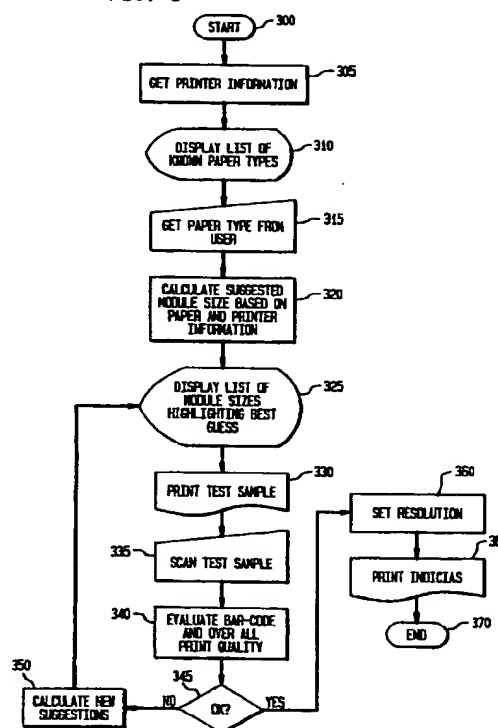 START
300
GET PRINTER INFORMATION
305
DISPLAY LIST OF
KNOWN PAPER TYPES
310
GET PAPER TYPE FROM
USER
315
CALCULATE SUGGESTED
MODULE SIZE BASED ON
PAPER AND PRINTER
INFORMATION
320
DISPLAY LIST OF
MODULE SIZES
HIGHLIGHTING BEST
GUESS
325
PRINT TEST SAMPLE
330
SCAN TEST SAMPLE
335
EVALUATE BAR-CODE
AND OVER ALL
PRINT QUALITY
340
OK?
345
NO
YES
CALCULATE NEW
SUGGESTIONS
350
SET RESOLUTION
360
PRINT INDICIAS
END
370